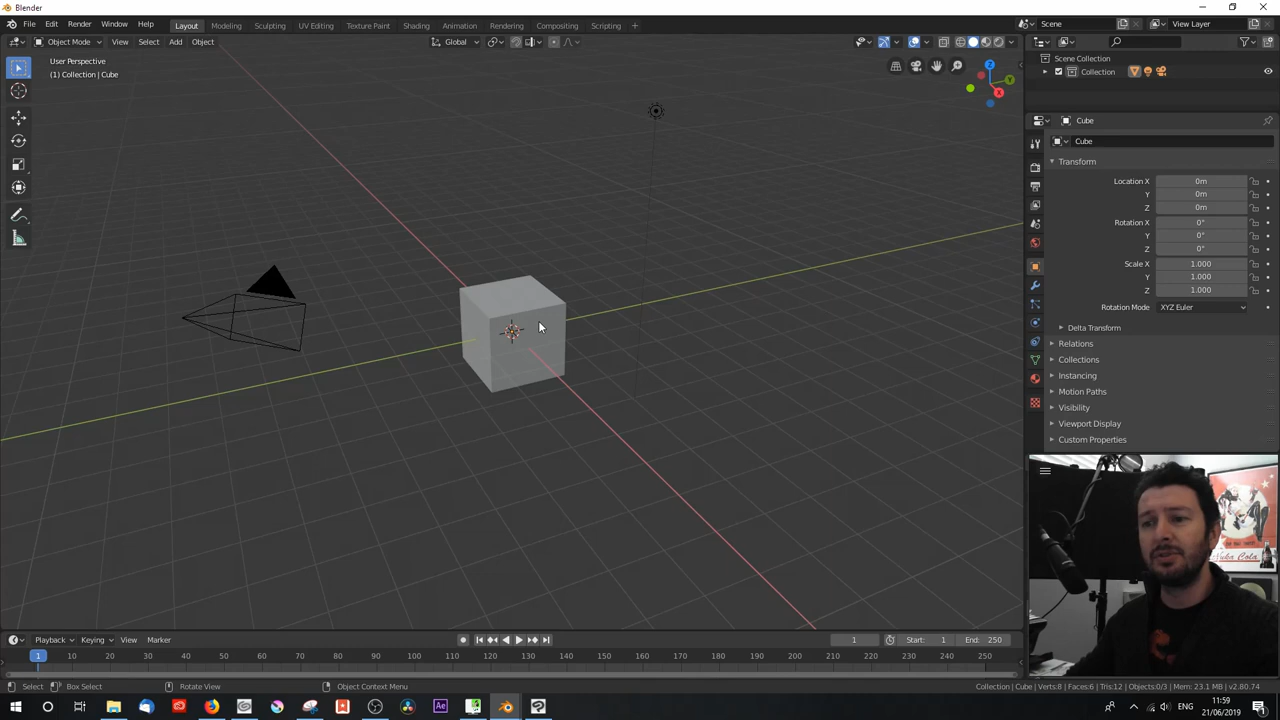 Blender
File Edit Render Window Help
Layout Modeling Sculpting UV Editing Texture Paint Shading Animation Rendering Compositing Scripting +
Scene
View Layer
Object Mode View Select Add Object
Global
User Perspective
(1) Collection | Cube
Z
Y
X
Scene Collection
Collection
Cube
Cube
Transform
Location X 0m
Y 0m
Z 0m
Rotation X 0°
Y 0°
Z 0°
Scale X 1.000
Y 1.000
Z 1.000
Rotation Mode XYZ Euler
Delta Transform
Relations
Collections
Instancing
Motion Paths
Visibility
Viewport Display
Custom Properties
Nuka Cola
Playback Keying View Marker
1 Start: 1 End: 250
1 10 20 30 40 50 60 70 80 90 100 110 120 130 140 150 160 170 180 190 200 210 220 230 240 250
Select Box Select Rotate View Object Context Menu
Collection | Cube | Verts:8 | Faces:6 | Tris:12 | Objects:0/3 | Mem: 23.1 MB | v2.80.74
Ae
11:59
21/06/2019